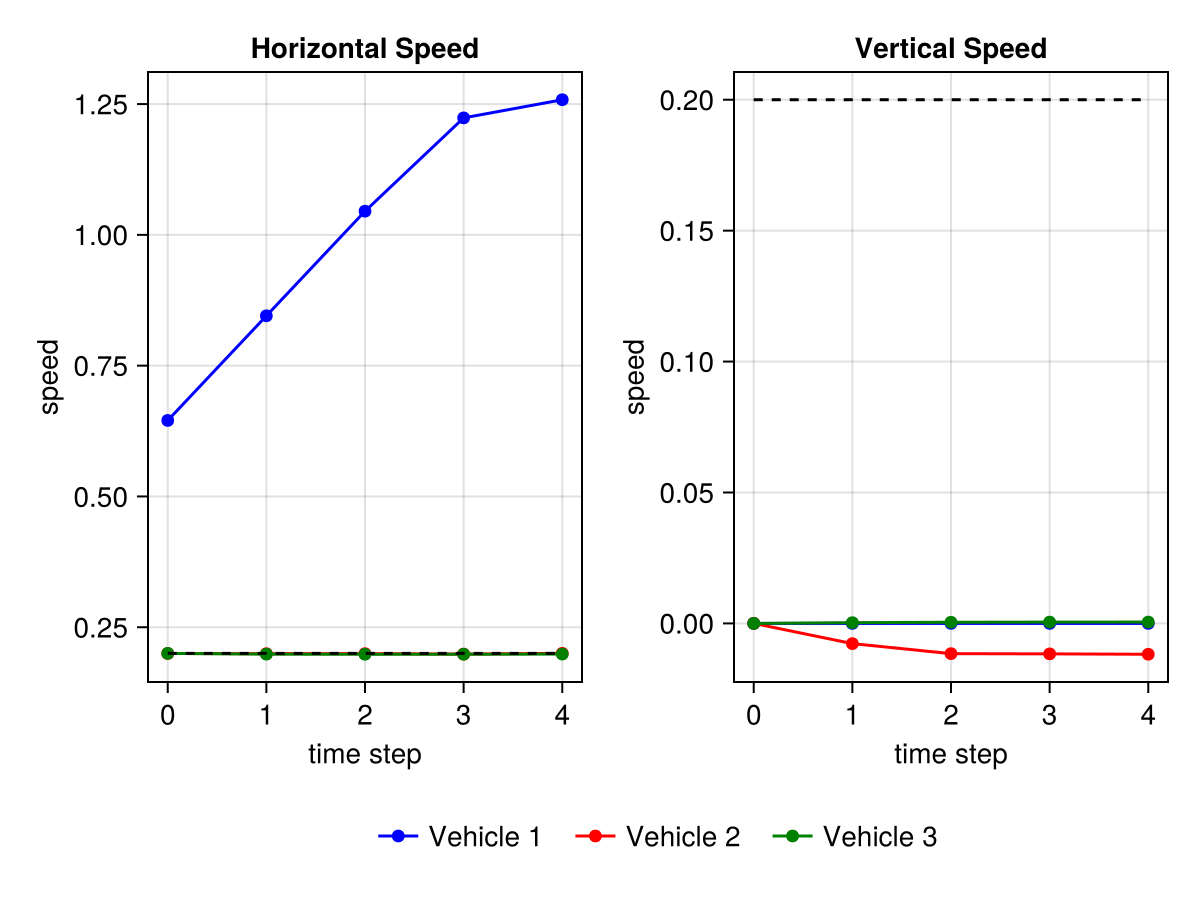 Horizontal Speed
1.25
1.00
0.75
0.50
0.25
speed
0 1 2 3 4
time step
Vertical Speed
0.20
0.15
0.10
0.05
0.00
speed
0 1 2 3 4
time step
Vehicle 1 Vehicle 2 Vehicle 3